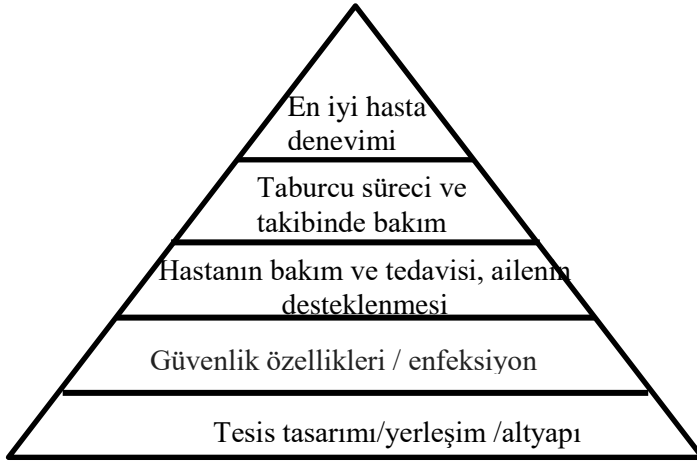 En iyi hasta
denevimi
Taburcu süreci ve
takibinde bakım
Hastanın bakım ve tedavisi, ailenin
desteklenmesi
Güvenlik özellikleri / enfeksiyon
Tesis tasarımı/yerleşim /altyapı